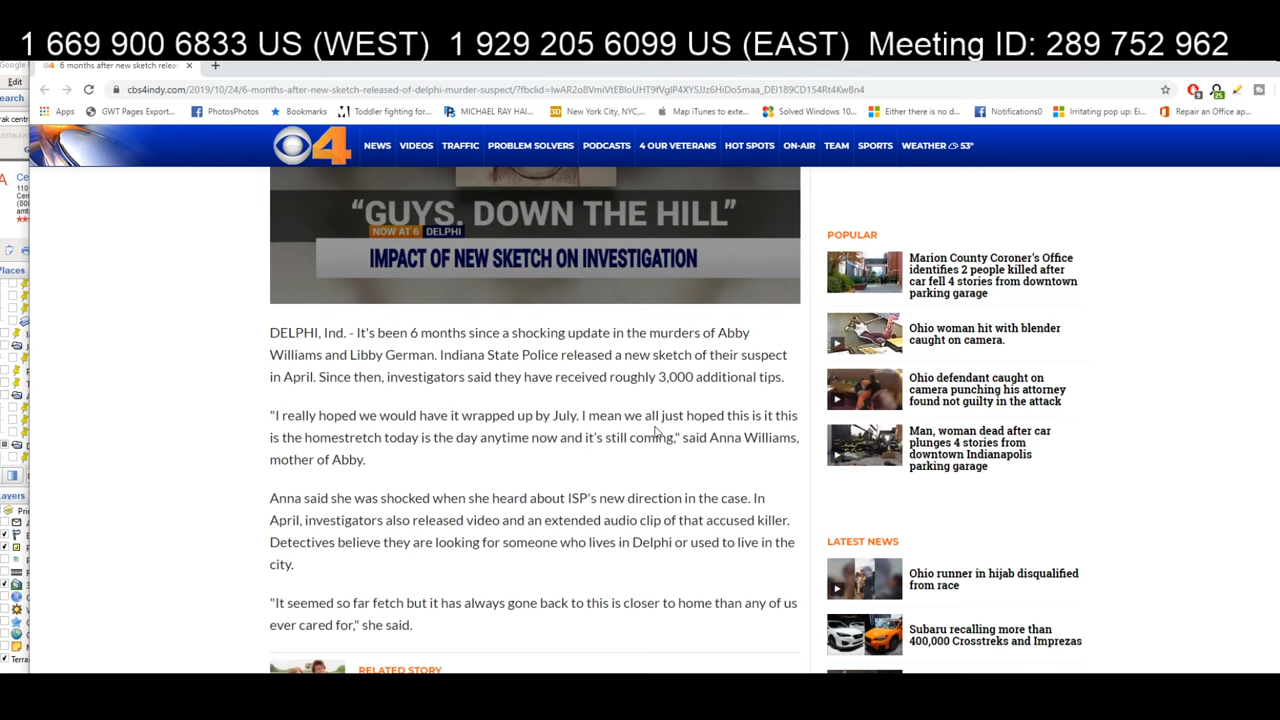 1 669 900 6833 US (WEST)  1 929 205 6099 US (EAST)  Meeting ID: 289 752 962
6 months after new sketch relea
Edit
cbs4indy.com/2019/10/24/6-months-after-new-sketch-released-of-delphi-murder-suspect/?fbclid=
Apps GWT Pages Export... PhotosPhotos Bookmarks Toddler fighting for... MICHAEL RAY HAI... New York City, NYC,... Map iTunes to exte... Solved Windows 10... Either there is no d... Notifications0 Irritating pop up: Ei... Repair an Office ap...
4 NEWS VIDEOS TRAFFIC PROBLEM SOLVERS PODCASTS 4 OUR VETERANS HOT SPOTS ON-AIR TEAM SPORTS WEATHER 53°
"GUYS. DOWN THE HILL"
NOW AT 6 DELPHI
IMPACT OF NEW SKETCH ON INVESTIGATION
DELPHI, Ind. - It's been 6 months since a shocking update in the murders of Abby
Williams and Libby German. Indiana State Police released a new sketch of their suspect
in April. Since then, investigators said they have received roughly 3,000 additional tips.
"I really hoped we would have it wrapped up by July. I mean we all just hoped this is it this
is the homestretch today is the day anytime now and it's still coming," said Anna Williams,
mother of Abby.
Anna said she was shocked when she heard about ISP's new direction in the case. In
April, investigators also released video and an extended audio clip of that accused killer.
Detectives believe they are looking for someone who lives in Delphi or used to live in the
city.
"It seemed so far fetch but it has always gone back to this is closer to home than any of us
ever cared for," she said.
RELATED STORY
POPULAR
Marion County Coroner's Office
identifies 2 people killed after
car fell 4 stories from downtown
parking garage
Ohio woman hit with blender
caught on camera.
Ohio defendant caught on
camera punching his attorney
found not guilty in the attack
Man, woman dead after car
plunges 4 stories from
downtown Indianapolis
parking garage
LATEST NEWS
Ohio runner in hijab disqualified
from race
Subaru recalling more than
400,000 Crosstreks and Imprezas